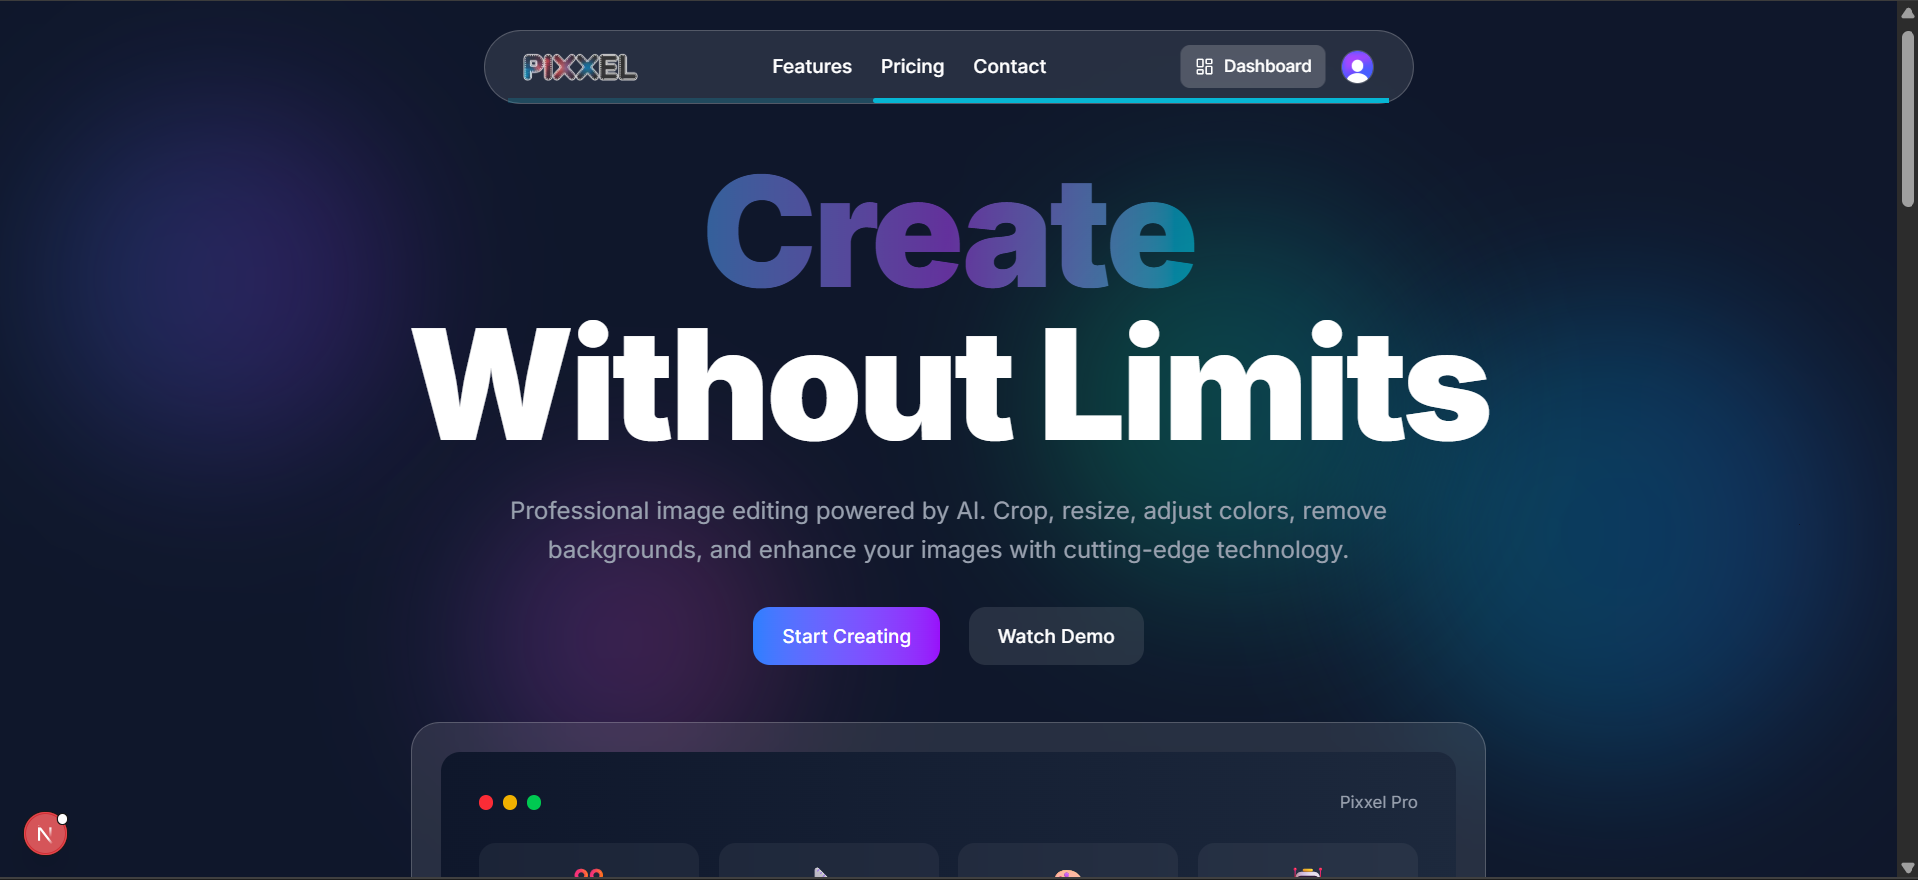 PIXXEL
Features
Pricing
Contact
Dashboard
Create
Without Limits
Professional image editing powered by AI. Crop, resize, adjust colors, remove
backgrounds, and enhance your images with cutting-edge technology.
Start Creating
Watch Demo
Pixxel Pro
N